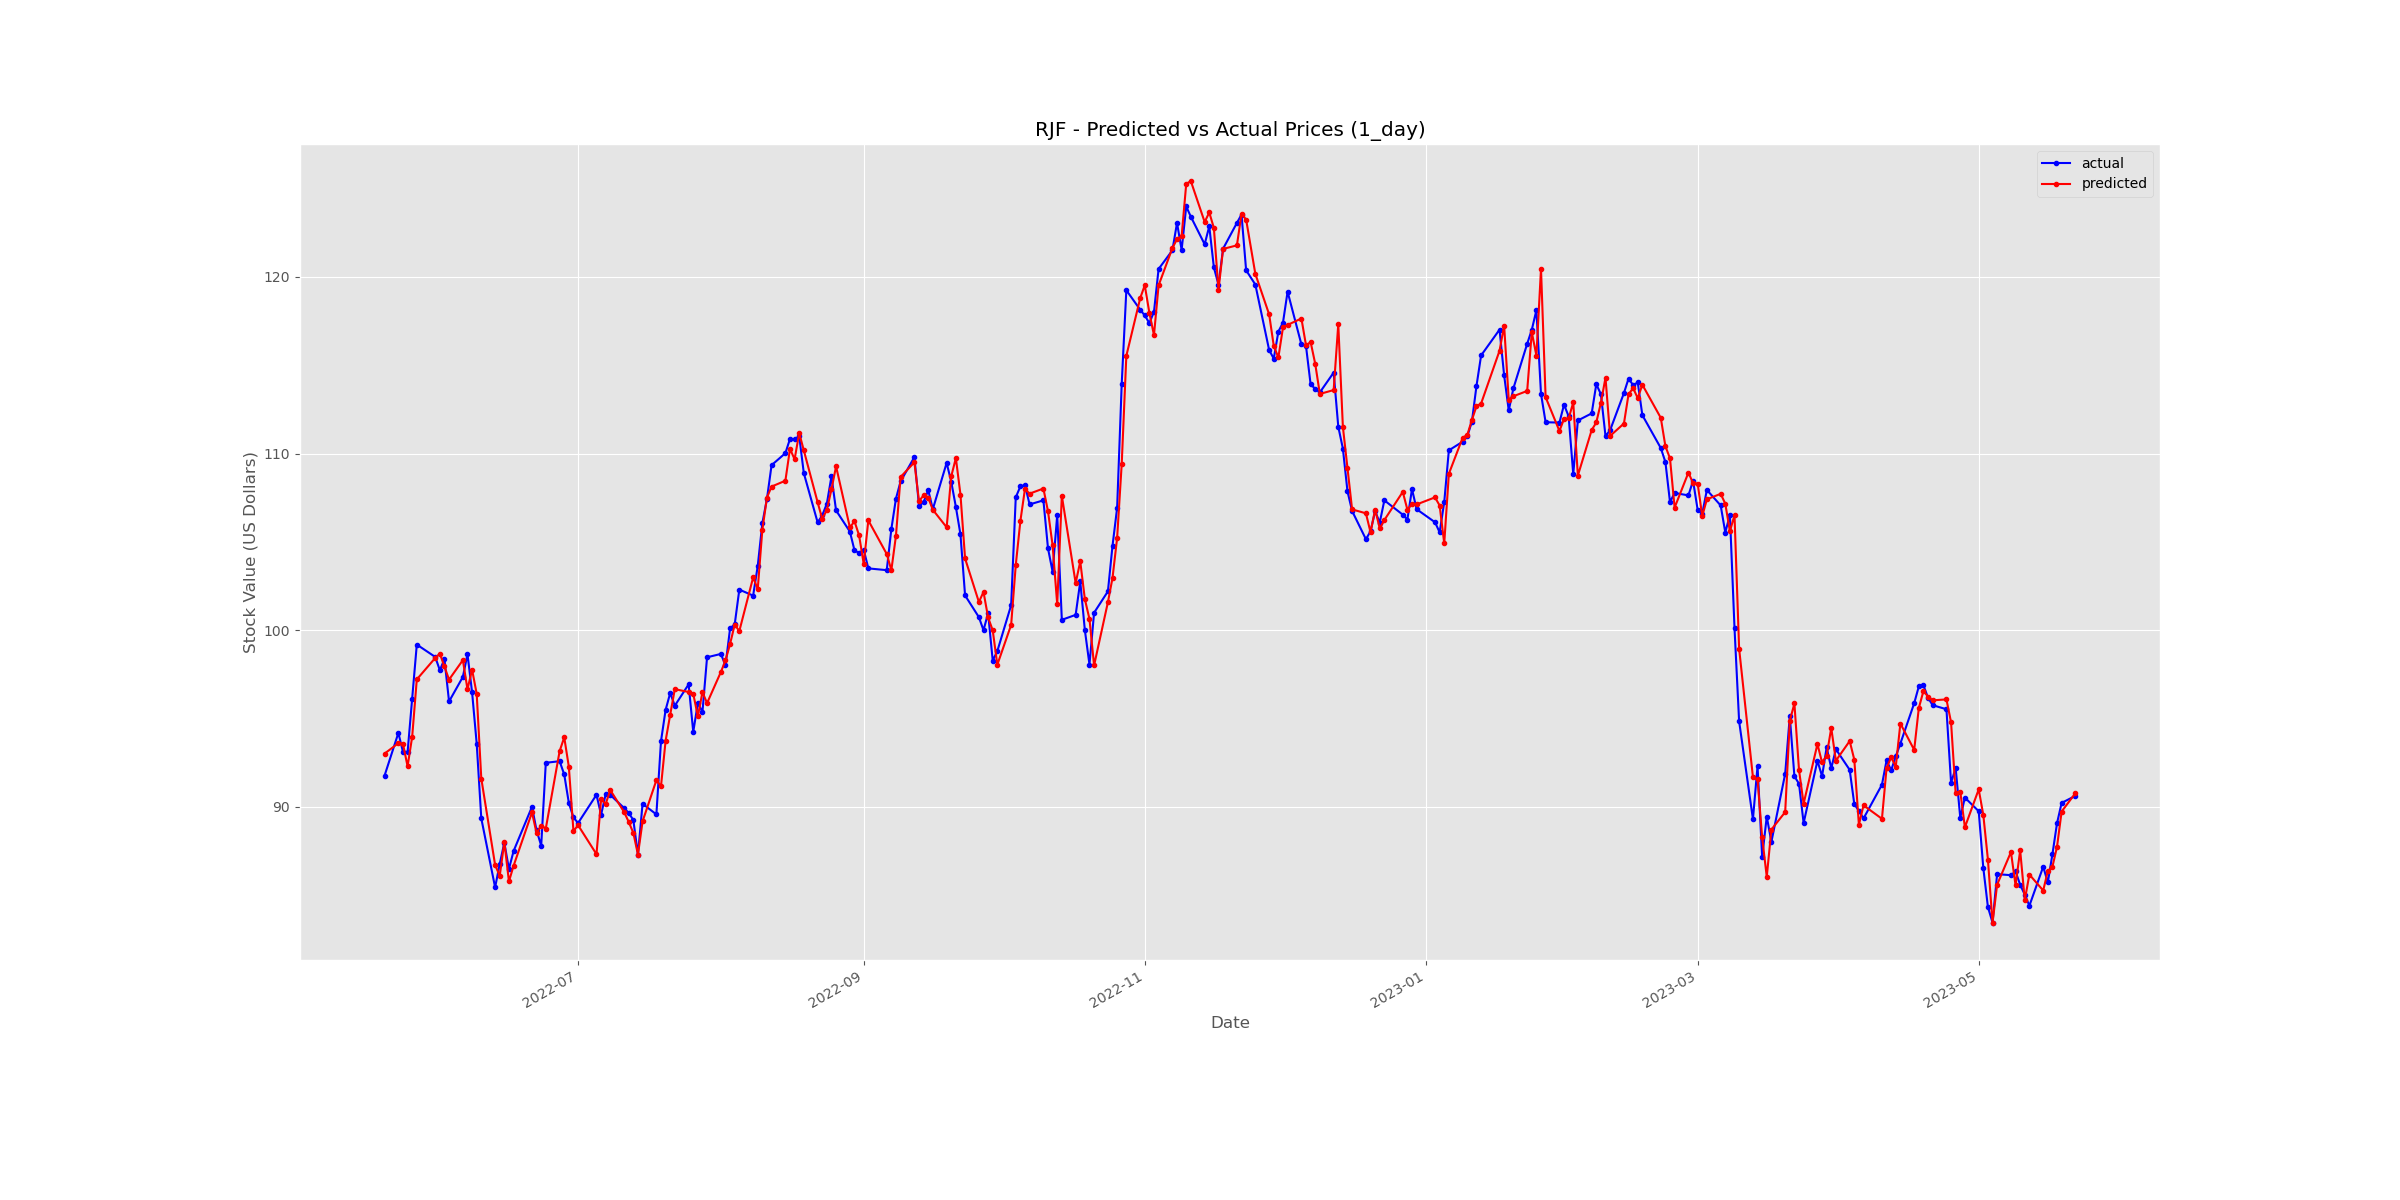 RJF - Predicted vs Actual Prices (1_day)
actual
predicted
120
110
100
90
Stock Value (US Dollars)
2022-07
2022-09
2022-11
2023-01
2023-03
2023-05
Date